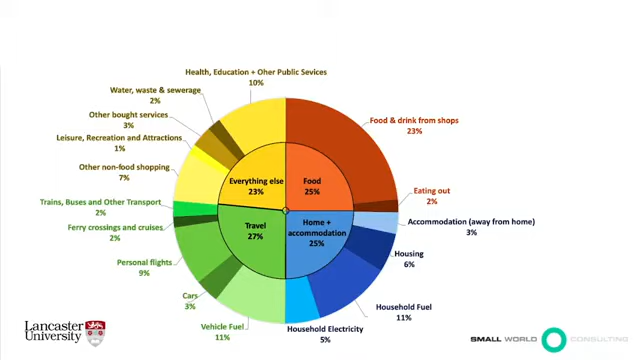 Health, Education + Oher Public Sevices
10%
Water, waste & sewerage
2%
Other bought services
3%
Leisure, Recreation and Attractions
1%
Other non-food shopping
7%
Trains, Buses and Other Transport
2%
Ferry crossings and cruises
2%
Personal flights
9%
Cars
3%
Vehicle Fuel
11%
Everything else
23%
Food
25%
Travel
27%
Home +
accommodation
25%
Food & drink from shops
23%
Eating out
2%
Accommodation (away from home)
3%
Housing
6%
Household Fuel
11%
Household Electricity
5%
Lancaster
University
SMALL WORLD CONSULTING